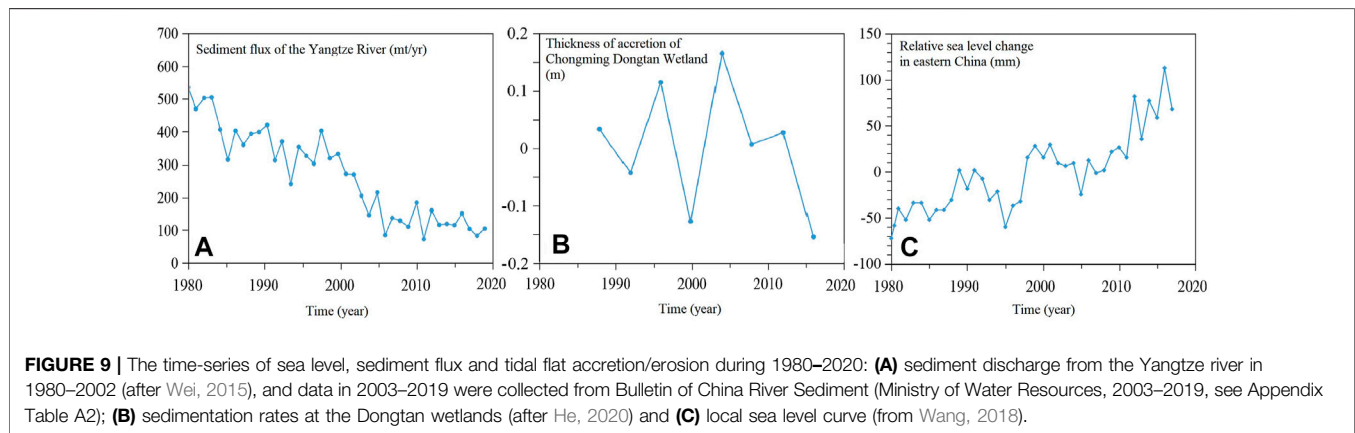 700
600
500
400
300
200
100
0
Sediment flux of the Yangtze River (mt/yr)
A
1980 1990 2000 2010 2020
Time (year)
0.2
0.1
0
-0.1
-0.2
Thickness of accretion of
Chongming Dongtan Wetland
(m)
B
1980 1990 2000 2010 2020
Time (year)
150
100
50
0
-50
-100
Relative sea level change
in eastern China (mm)
C
1980 1990 2000 2010 2020
Time (year)
FIGURE 9 | The time-series of sea level, sediment flux and tidal flat accretion/erosion during 1980–2020: (A) sediment discharge from the Yangtze river in
1980–2002 (after Wei, 2015), and data in 2003–2019 were collected from Bulletin of China River Sediment (Ministry of Water Resources, 2003–2019, see Appendix
Table A2); (B) sedimentation rates at the Dongtan wetlands (after He, 2020) and (C) local sea level curve (from Wang, 2018).